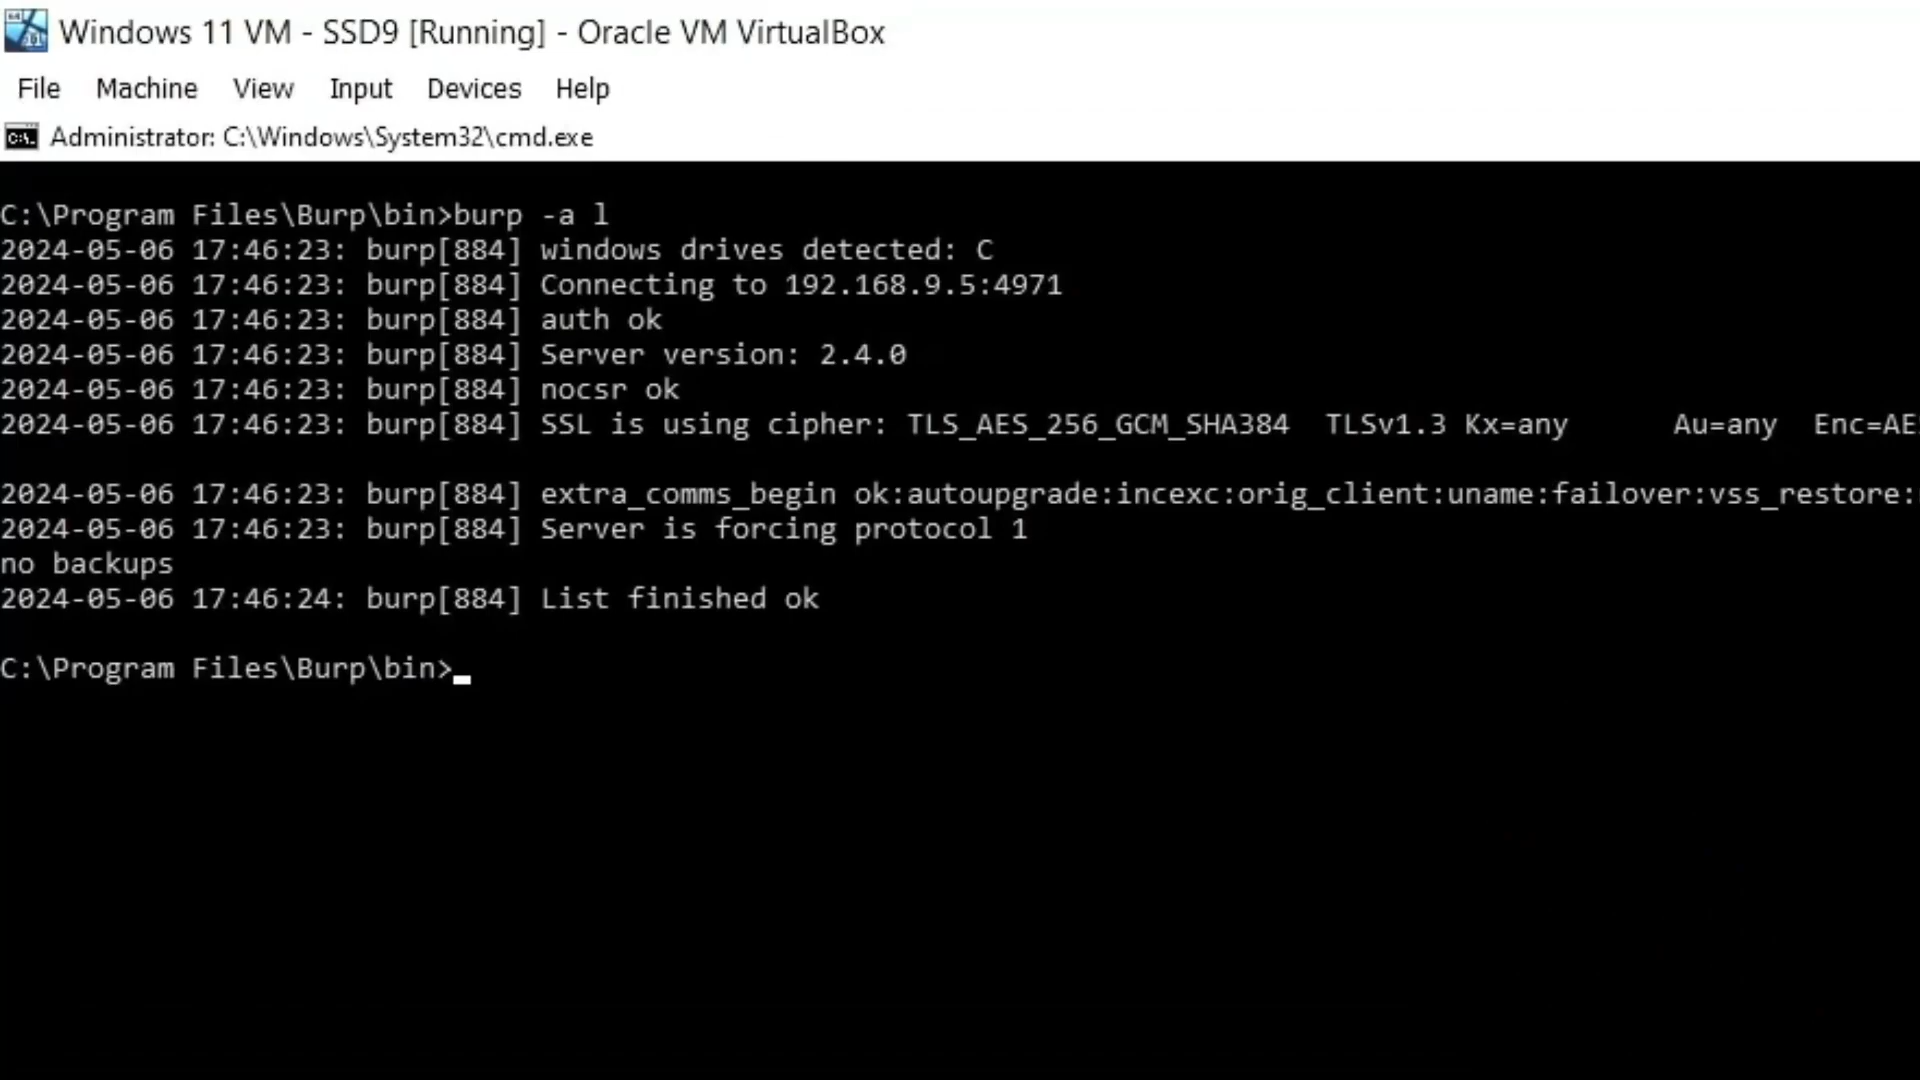 Windows 11 VM - SSD9 [Running] - Oracle VM VirtualBox
File Machine View Input Devices Help
Administrator: C:\Windows\System32\cmd.exe
C:\Program Files\Burp\bin>burp -a l
2024-05-06 17:46:23: burp[884] windows drives detected: C
2024-05-06 17:46:23: burp[884] Connecting to 192.168.9.5:4971
2024-05-06 17:46:23: burp[884] auth ok
2024-05-06 17:46:23: burp[884] Server version: 2.4.0
2024-05-06 17:46:23: burp[884] nocsr ok
2024-05-06 17:46:23: burp[884] SSL is using cipher: TLS_AES_256_GCM_SHA384  TLSv1.3 Kx=any      Au=any  Enc=AE
2024-05-06 17:46:23: burp[884] extra_comms_begin ok:autoupgrade:incexc:orig_client:uname:failover:vss_restore:
2024-05-06 17:46:23: burp[884] Server is forcing protocol 1
no backups
2024-05-06 17:46:24: burp[884] List finished ok
C:\Program Files\Burp\bin>